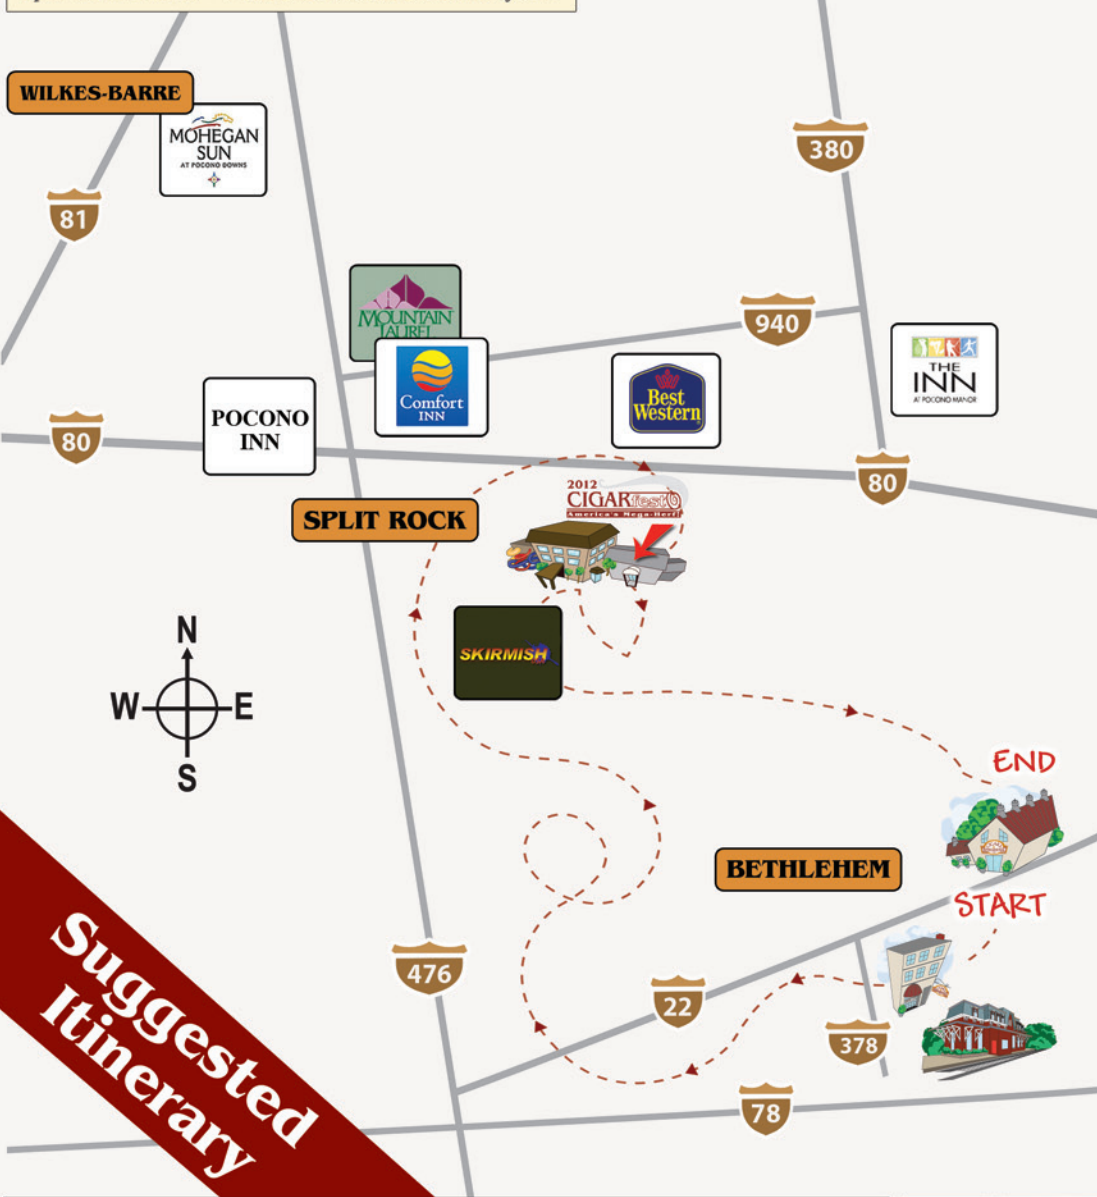 WILKES-BARRE
MOHEGAN
SUN
AT POCONO DOWNS
380
81
MOUNTAIN
LAUREL
940
THE
INN
AT POCONO MANOR
Comfort
INN
Best
Western
POCONO
INN
80
80
2012
CIGARfest
America's Mega-Herf!
SPLIT ROCK
SKIRMISH
N
W
E
S
END
BETHLEHEM
START
476
22
378
78
Suggested
Itinerary